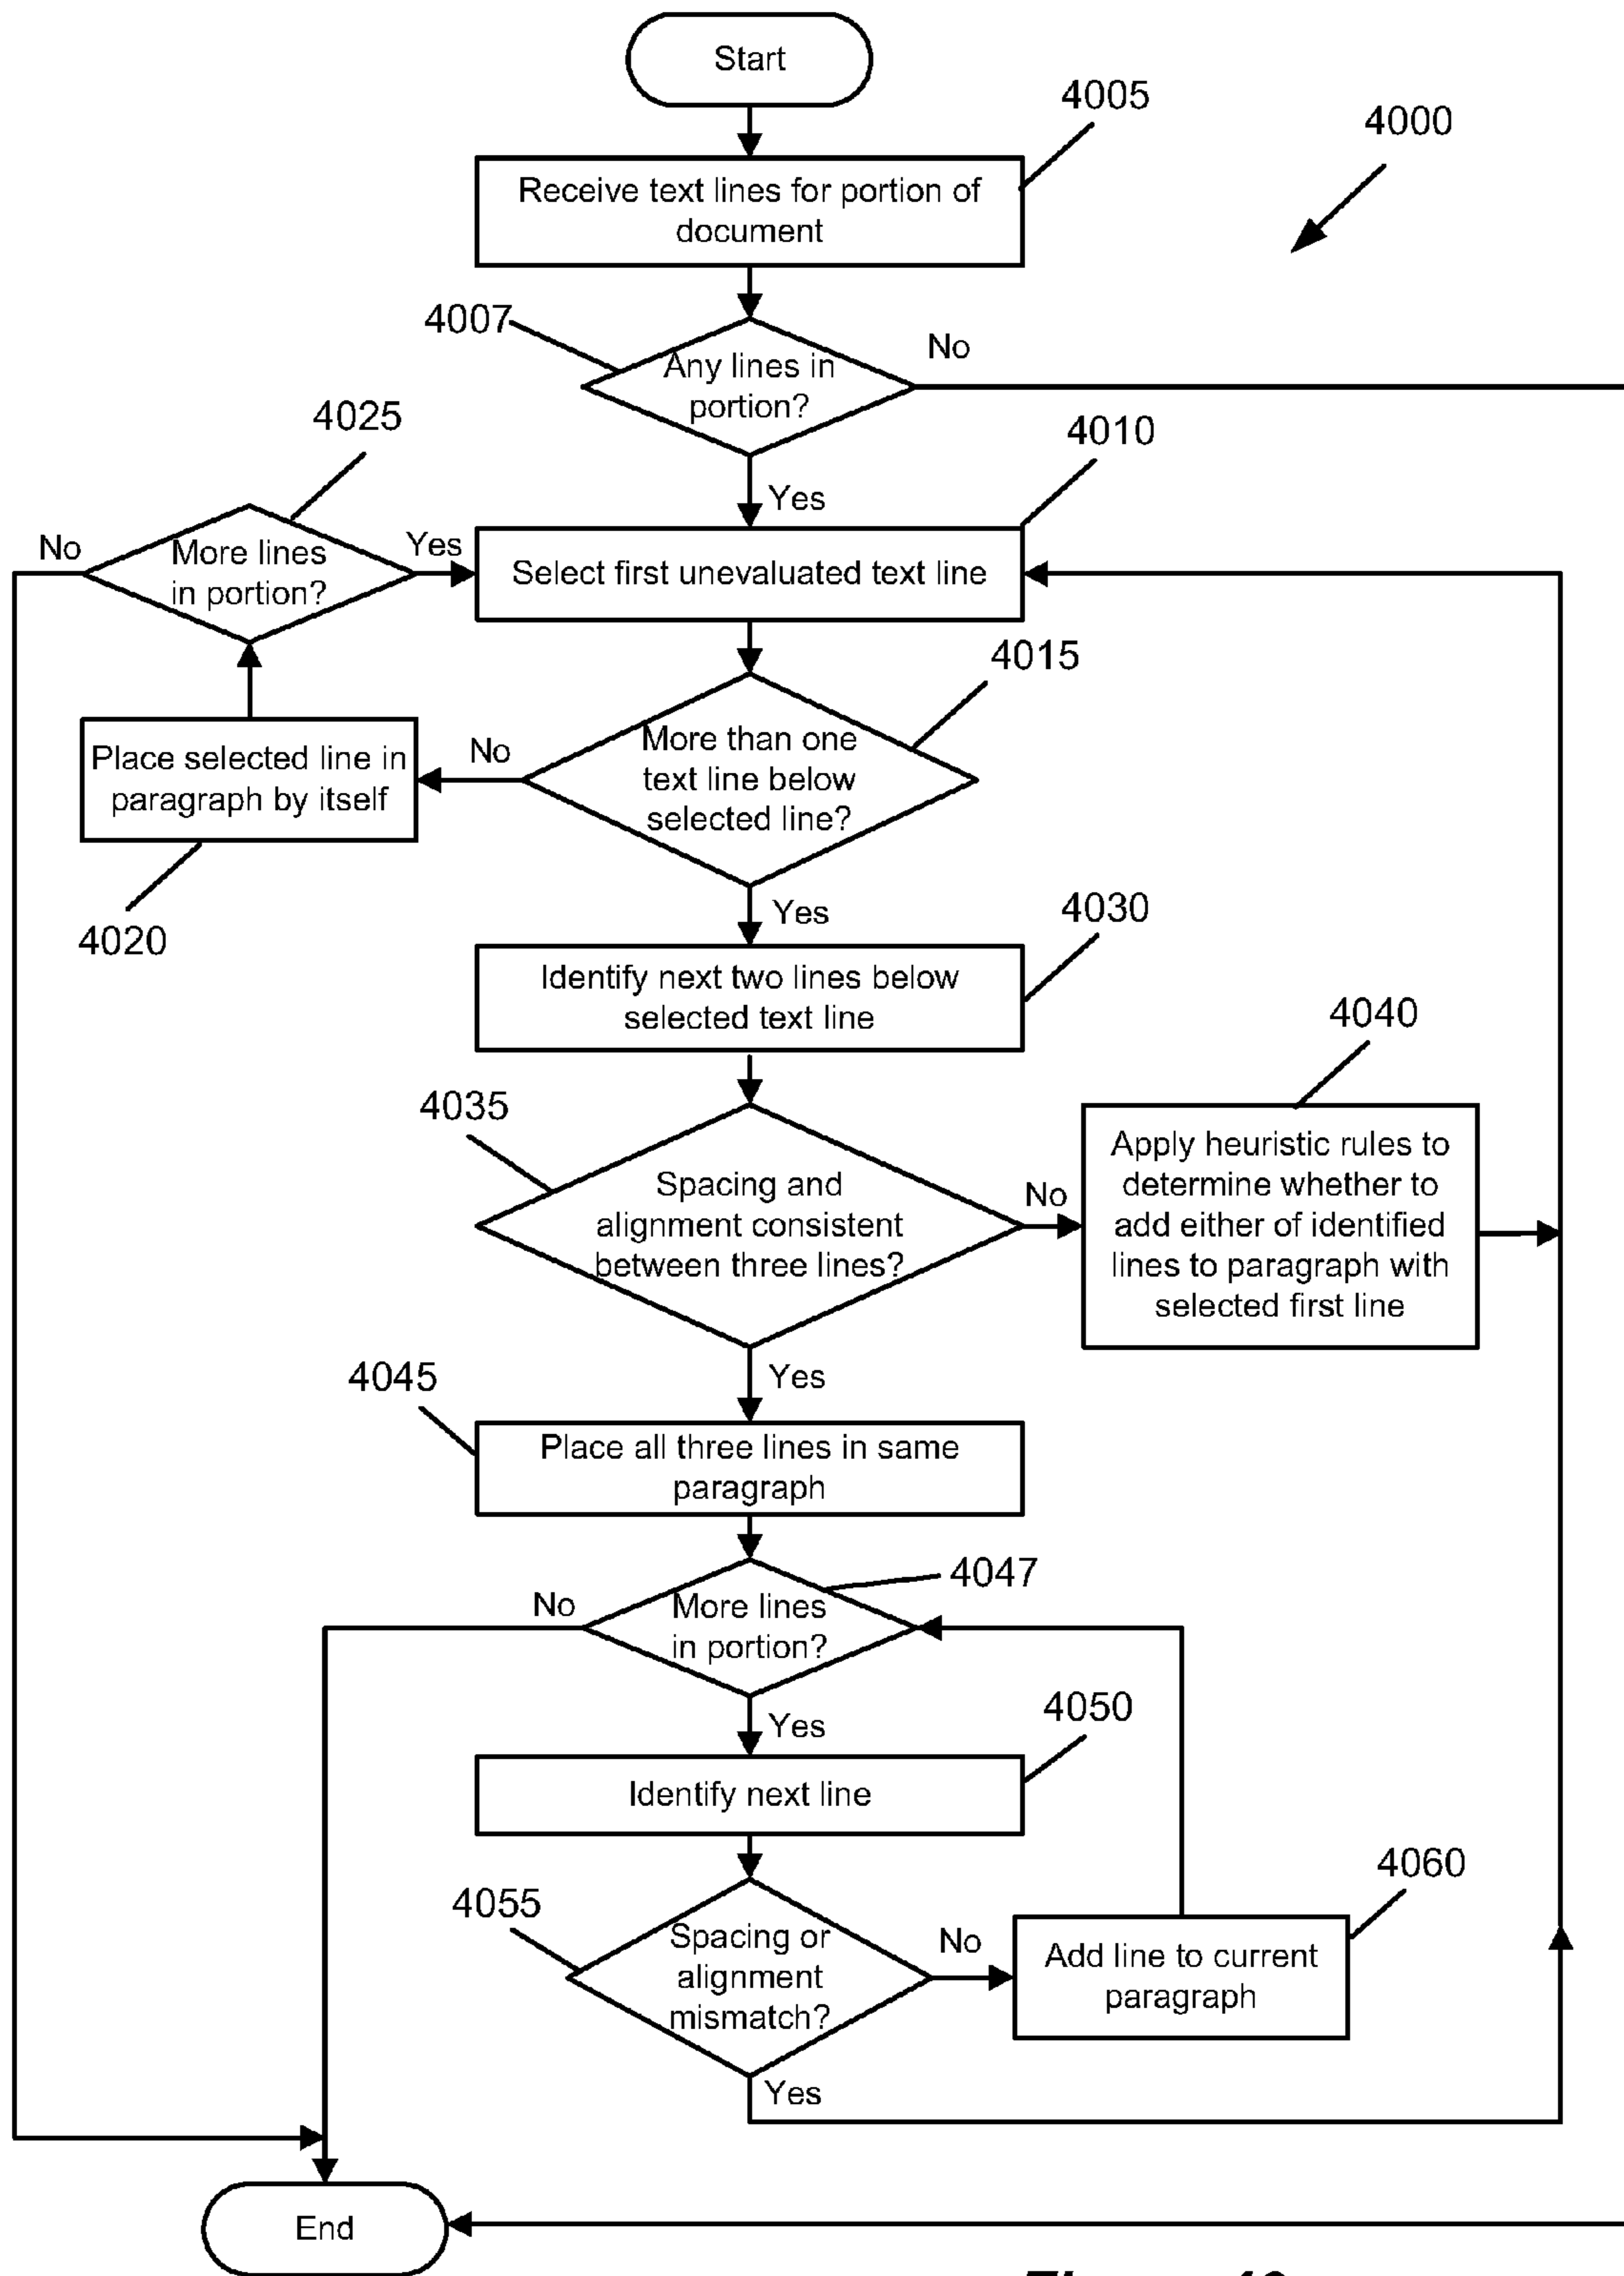 Start
4005
4000
Receive text lines for portion of
document
4007
Any lines in
portion?
No
4025
4010
Yes
No
More lines
in portion?
Yes
Select first unevaluated text line
4015
More than one
text line below
selected line?
No
Place selected line in
paragraph by itself
4020
Yes
4030
Identify next two lines below
selected text line
4040
4035
Spacing and
alignment consistent
between three lines?
No
Apply heuristic rules to
determine whether to
add either of identified
lines to paragraph with
selected first line
Yes
4045
Place all three lines in same
paragraph
4047
No
More lines
in portion?
Yes
4050
Identify next line
4060
4055
Spacing or
alignment
mismatch?
No
Add line to current
paragraph
Yes
End